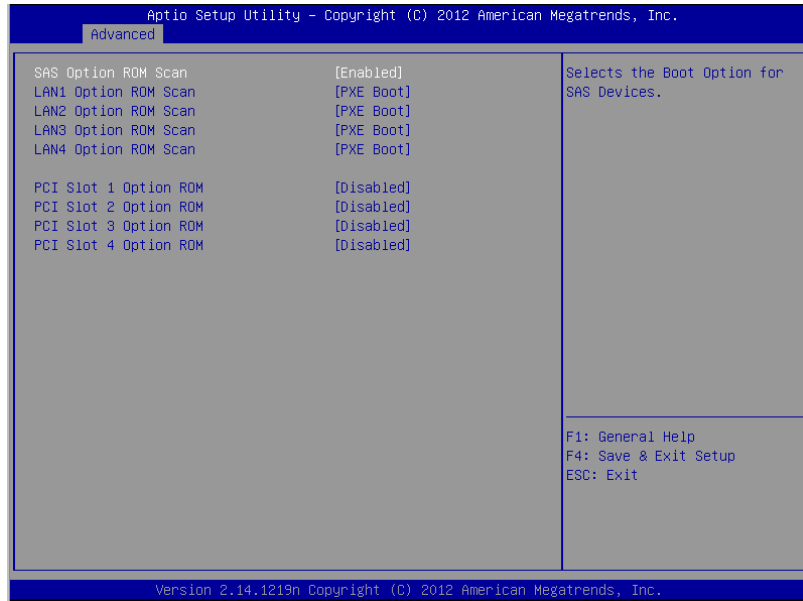 Aptio Setup Utility – Copyright (C) 2012 American Megatrends, Inc.
Advanced
SAS Option ROM Scan [Enabled]
LAN1 Option ROM Scan [PXE Boot]
LAN2 Option ROM Scan [PXE Boot]
LAN3 Option ROM Scan [PXE Boot]
LAN4 Option ROM Scan [PXE Boot]
PCI Slot 1 Option ROM [Disabled]
PCI Slot 2 Option ROM [Disabled]
PCI Slot 3 Option ROM [Disabled]
PCI Slot 4 Option ROM [Disabled]
Selects the Boot Option for
SAS Devices.
F1: General Help
F4: Save & Exit Setup
ESC: Exit
Version 2.14.1219n Copyright (C) 2012 American Megatrends, Inc.